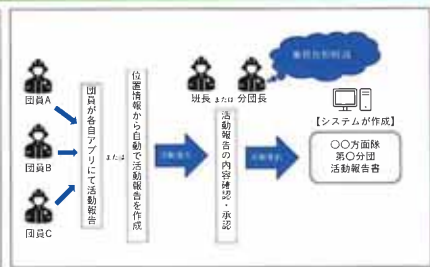 団員A
団員B
団員C
団員が各自アプリにて活動報告
または
位置情報から自動で活動報告を作成
班長 または 分団長
活動報告の内容確認・承認
【システムが作成】
〇〇方面隊
第〇分団
活動報告書